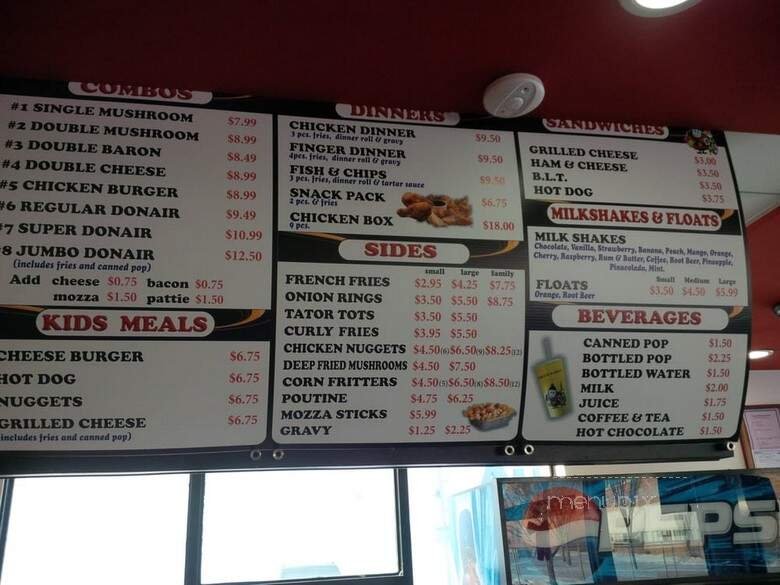 COMBOS
#1 SINGLE MUSHROOM $7.99
#2 DOUBLE MUSHROOM $8.99
#3 DOUBLE BARON $8.49
#4 DOUBLE CHEESE $8.99
#5 CHICKEN BURGER $8.99
#6 REGULAR DONAIR $9.49
#7 SUPER DONAIR $10.99
#8 JUMBO DONAIR $12.50
(includes fries and canned pop)
Add cheese $0.75 bacon $0.75
mozza $1.50 pattie $1.50
KIDS MEALS
CHEESE BURGER $6.75
HOT DOG $6.75
NUGGETS $6.75
GRILLED CHEESE $6.75
(includes fries and canned pop)
DINNERS
CHICKEN DINNER $9.50
3 pcs. fries, dinner roll & gravy
FINGER DINNER $9.50
4pcs. fries, dinner roll & gravy
FISH & CHIPS $9.50
3 pcs. fries, dinner roll & tartar sauce
SNACK PACK $6.75
2 pcs. & fries
CHICKEN BOX $18.00
9 pcs.
SIDES
small large family
FRENCH FRIES $2.95 $4.25 $7.75
ONION RINGS $3.50 $5.50 $8.75
TATOR TOTS $3.50 $5.50
CURLY FRIES $3.95 $5.50
CHICKEN NUGGETS $4.50(6) $6.50(9) $8.25(12)
DEEP FRIED MUSHROOMS $4.50 $7.50
CORN FRITTERS $4.50(5) $6.50(8) $8.50(12)
POUTINE $4.75 $6.25
MOZZA STICKS $5.99
GRAVY $1.25 $2.25
SANDWICHES
GRILLED CHEESE $3.00
HAM & CHEESE $3.50
B.L.T. $3.50
HOT DOG $3.75
MILKSHAKES & FLOATS
MILK SHAKES
Chocolate, Vanilla, Strawberry, Banana, Peach, Mango, Orange,
Cherry, Raspberry, Rum & Butter, Coffee, Root Beer, Pineapple,
Pinacolada, Mint.
Small Medium Large
FLOATS $3.50 $4.50 $5.99
Orange, Root Beer
BEVERAGES
CANNED POP $1.50
BOTTLED POP $2.25
BOTTLED WATER $1.50
MILK $2.00
JUICE $1.75
COFFEE & TEA $1.50
HOT CHOCOLATE $1.50
menupix
PEPSI